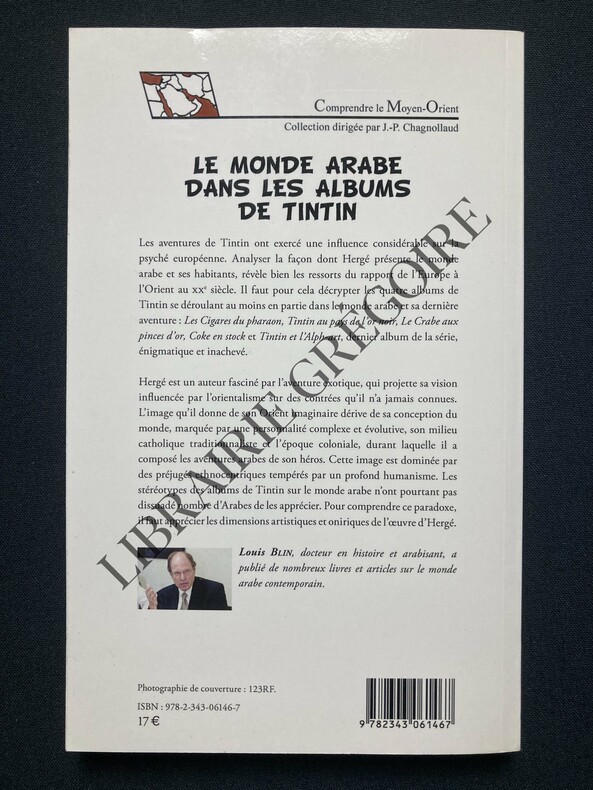 Comprendre le Moyen-Orient
Collection dirigée par J.-P. Chagnollaud
LE MONDE ARABE
DANS LES ALBUMS
DE TINTIN
Les aventures de Tintin ont exercé une influence considérable sur la
psyché européenne. Analyser la façon dont Hergé présente le monde
arabe et ses habitants, révèle bien les ressorts du rapport de l'Europe à
l'Orient au XXe siècle. Il faut pour cela décrypter les quatre albums de
Tintin se déroulant au moins en partie dans le monde arabe et sa dernière
aventure : Les Cigares du pharaon, Tintin au pays de l'or noir, Le Crabe aux
pinces d'or, Coke en stock et Tintin et l'Alph-art, dernier album de la série,
énigmatique et inachevé.
Hergé est un auteur fasciné par l'aventure exotique, qui projette sa vision
influencée par l'orientalisme sur des contrées qu'il n'a jamais connues.
L'image qu'il donne de son Orient imaginaire dérive de sa conception du
monde, marquée par une personnalité complexe et évolutive, son milieu
catholique traditionnaliste et l'époque coloniale, durant laquelle il a
composé les aventures arabes de son héros. Cette image est dominée par
des préjugés ethnocentriques tempérés par un profond humanisme. Les
stéréotypes des albums de Tintin sur le monde arabe n'ont pourtant pas
dissuadé nombre d'Arabes de les apprécier. Pour comprendre ce paradoxe,
il faut apprécier les dimensions artistiques et oniriques de l'œuvre d'Hergé.
Louis BLIN, docteur en histoire et arabisant, a
publié de nombreux livres et articles sur le monde
arabe contemporain.
Photographie de couverture : 123RF.
ISBN : 978-2-343-06146-7
17 €
9 782343 061467
LIBRAIRIE GRÉGOIRE